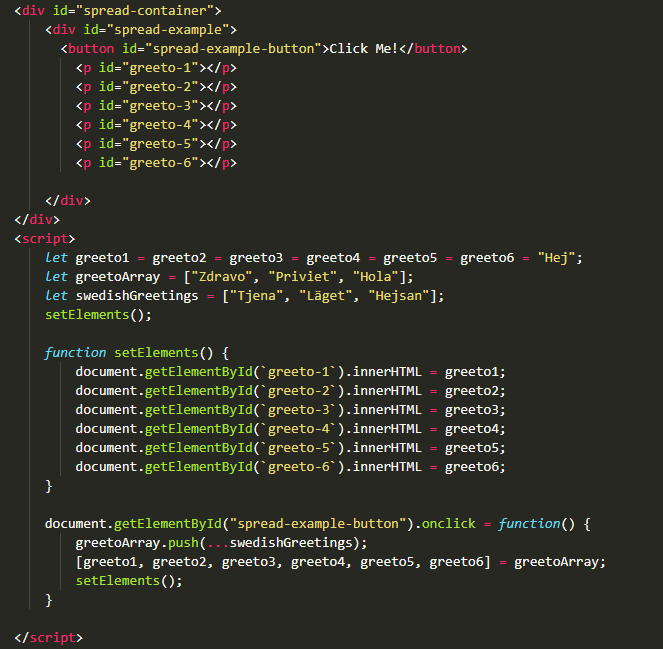 <div id="spread-container">
    <div id="spread-example">
      <button id="spread-example-button">Click Me!</button>
        <p id="greeto-1"></p>
        <p id="greeto-2"></p>
        <p id="greeto-3"></p>
        <p id="greeto-4"></p>
        <p id="greeto-5"></p>
        <p id="greeto-6"></p>

    </div>
</div>
<script>
    let greeto1 = greeto2 = greeto3 = greeto4 = greeto5 = greeto6 = "Hej";
    let greetoArray = ["Zdravo", "Priviet", "Hola"];
    let swedishGreetings = ["Tjena", "Läget", "Hejsan"];
    setElements();

    function setElements() {
        document.getElementById(`greeto-1`).innerHTML = greeto1;
        document.getElementById(`greeto-2`).innerHTML = greeto2;
        document.getElementById(`greeto-3`).innerHTML = greeto3;
        document.getElementById(`greeto-4`).innerHTML = greeto4;
        document.getElementById(`greeto-5`).innerHTML = greeto5;
        document.getElementById(`greeto-6`).innerHTML = greeto6;
    }

    document.getElementById("spread-example-button").onclick = function() {
        greetoArray.push(...swedishGreetings);
        [greeto1, greeto2, greeto3, greeto4, greeto5, greeto6] = greetoArray;
        setElements();
    }

</script>